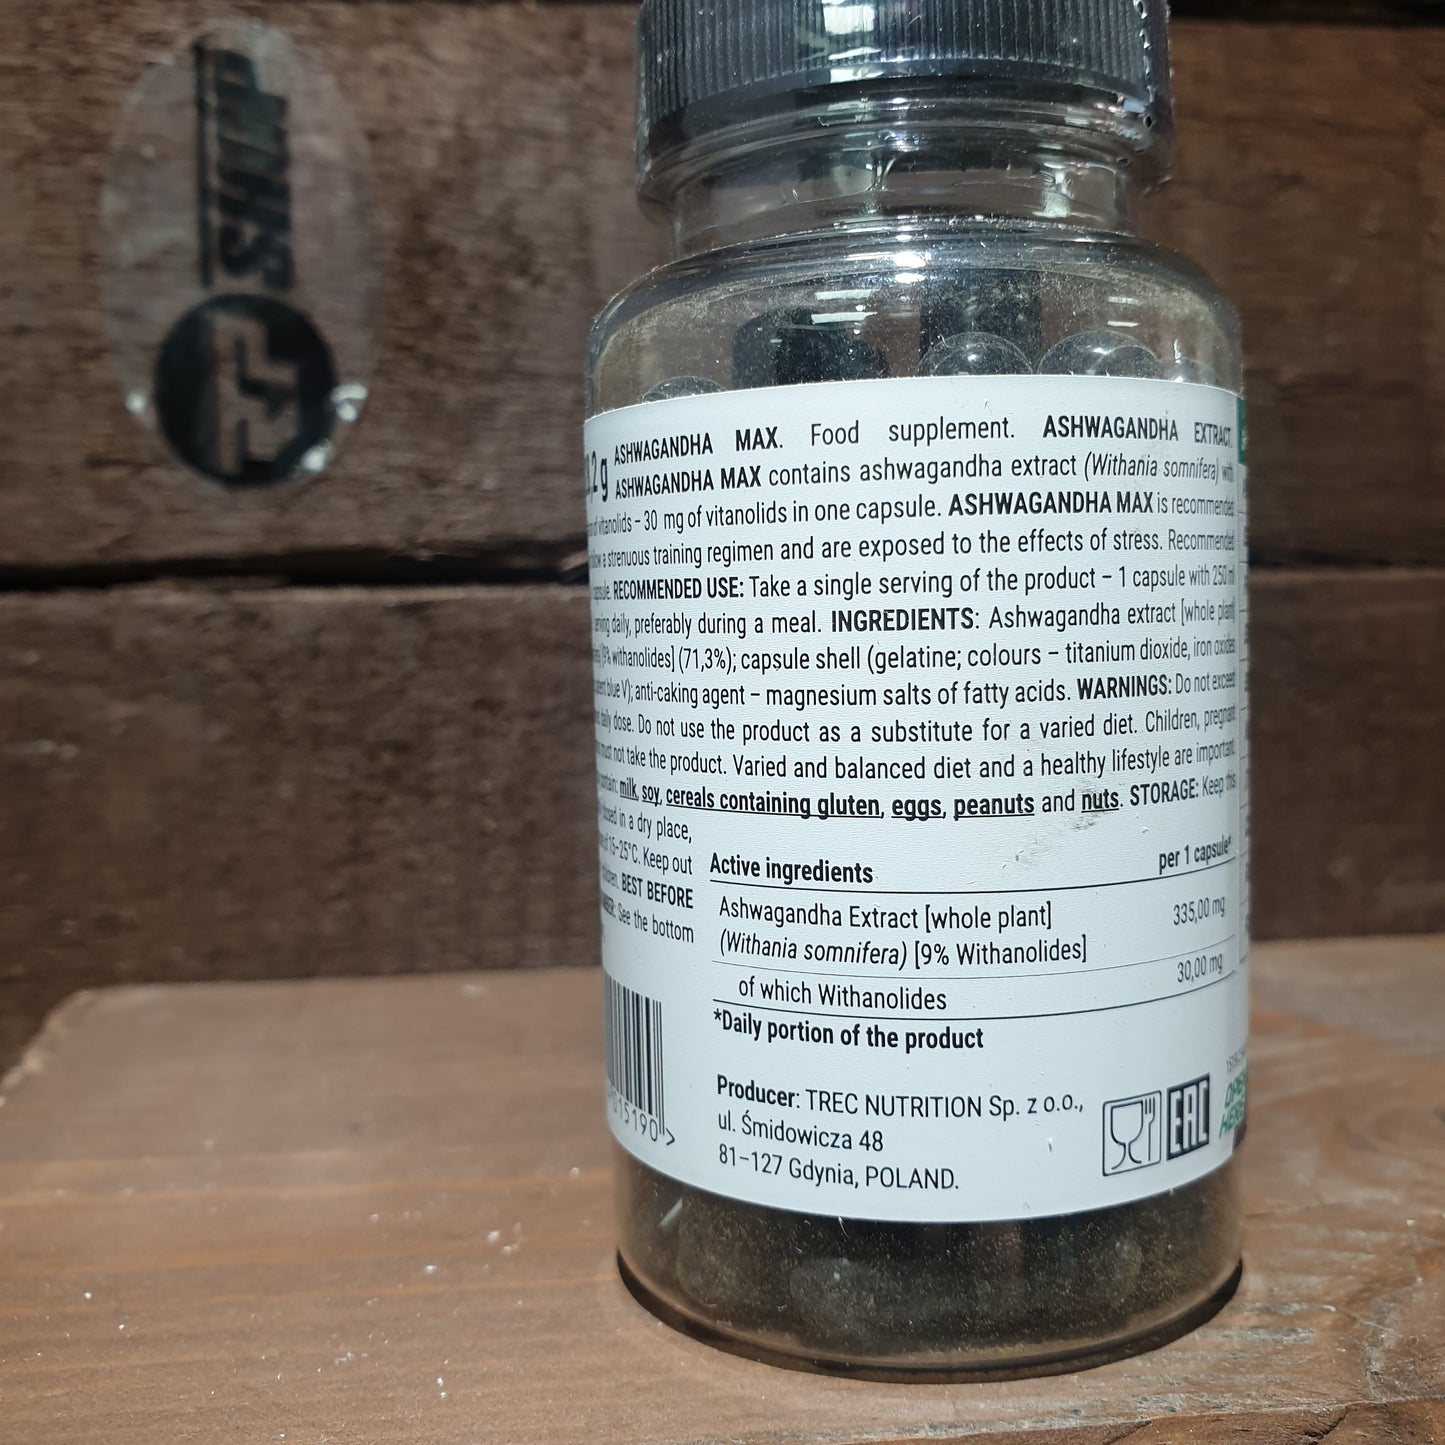 2g
ASHWAGANDHA MAX. Food supplement. ASHWAGANDHA EXTRACT.
ASHWAGANDHA MAX contains ashwagandha extract (Withania somnifera) with
of vitanolids – 30 mg of vitanolids in one capsule. ASHWAGANDHA MAX is recommended
a strenuous training regimen and are exposed to the effects of stress. Recommended
capsule. RECOMMENDED USE: Take a single serving of the product – 1 capsule with 250 ml
daily, preferably during a meal. INGREDIENTS: Ashwagandha extract [whole plant]
[9% withanolides] (71,3%); capsule shell (gelatine; colours – titanium dioxide, iron oxides
blue V); anti-caking agent – magnesium salts of fatty acids. WARNINGS: Do not exceed
daily dose. Do not use the product as a substitute for a varied diet. Children, pregnant
must not take the product. Varied and balanced diet and a healthy lifestyle are important.
contain: milk, soy, cereals containing gluten, eggs, peanuts and nuts. STORAGE: Keep this
in a dry place,
15-25°C. Keep out
BEST BEFORE
See the bottom
Active ingredients per 1 capsule*
Ashwagandha Extract [whole plant] 335,00 mg
(Withania somnifera) [9% Withanolides]
of which Withanolides 30,00 mg
*Daily portion of the product
Producer: TREC NUTRITION Sp. z o.o.,
ul. Śmidowicza 48
81–127 Gdynia, POLAND.
15190 >
EAC